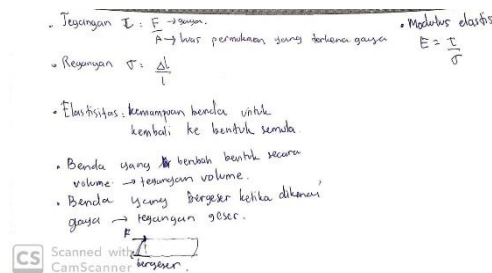 • Tegangan τ : F → gaya.
A → luas permukaan yang terkena gaya
• Regangan σ : Δl
l
• Modulus elastis
E = τ
σ
• Elastisitas : kemampuan benda untuk
kembali ke bentuk semula.
• Benda yang berubah bentuk secara
volume → tegangan volume.
• Benda yang bergeser ketika dikenai
gaya → tegangan geser.
F
bergeser.
CS Scanned with
CamScanner